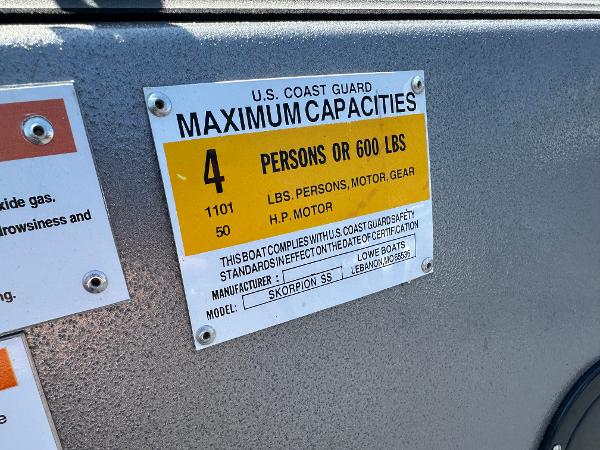 U.S. COAST GUARD
MAXIMUM CAPACITIES
4 PERSONS OR 600 LBS
1101 LBS. PERSONS, MOTOR, GEAR
50 H.P. MOTOR
THIS BOAT COMPLIES WITH U.S. COAST GUARD SAFETY
STANDARDS IN EFFECT ON THE DATE OF CERTIFICATION
MANUFACTURER : LOWE BOATS
LEBANON, MO 65536
MODEL: SKORPION SS
xide gas.
rowsiness and
ng.
e